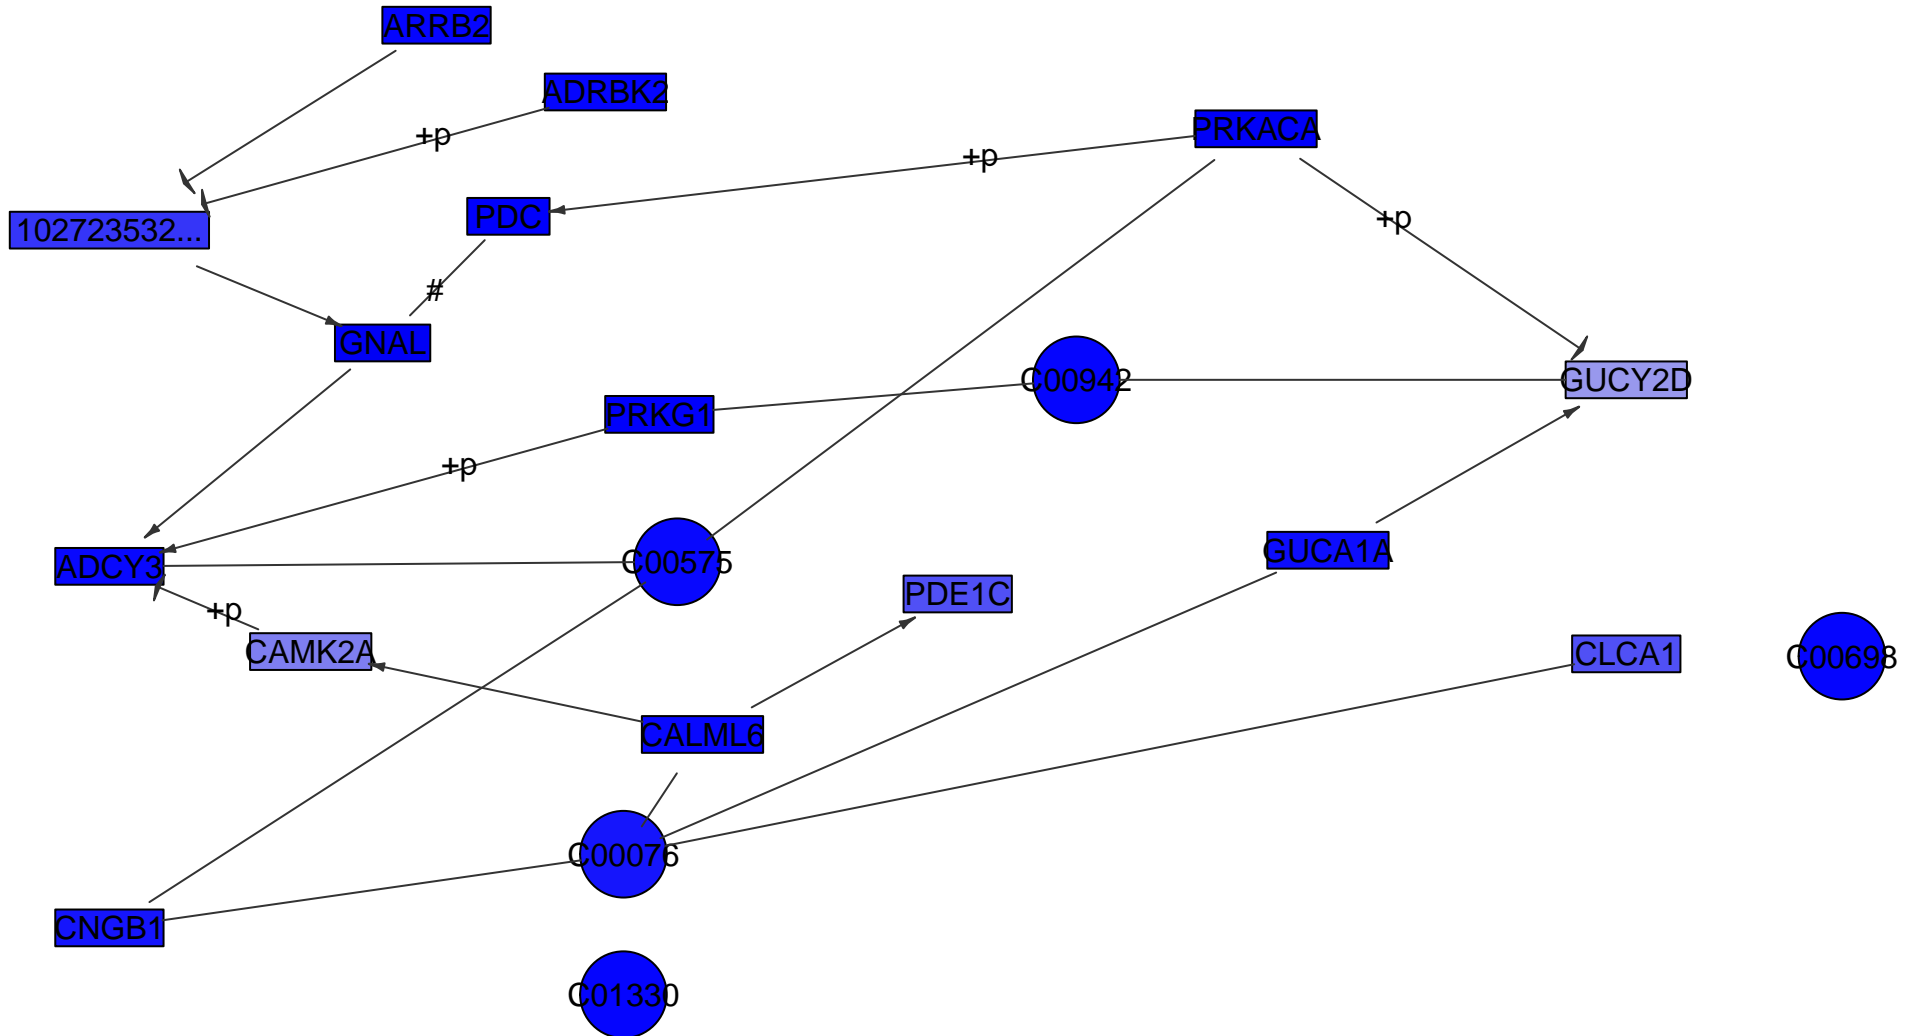 ARRB2
ADRBK2
PRKACA
+p
+p
102723532...
PDC
+p
#
GNAL
C00942
GUCY2D
PRKG1
+p
ADCY3
C00575
GUCA1A
PDE1C
+p
CAMK2A
CLCA1
C00698
CALML6
C00076
CNGB1
C01330